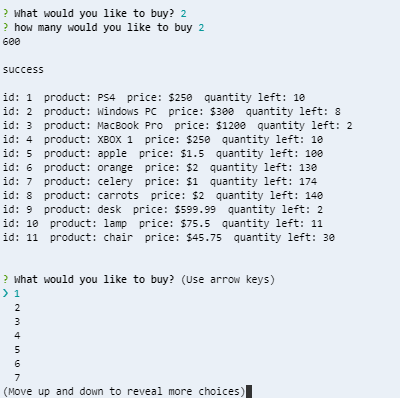 ? What would you like to buy? 2
? how many would you like to buy 2
600
success
id: 1  product: PS4  price: $250  quantity left: 10
id: 2  product: Windows PC  price: $300  quantity left: 8
id: 3  product: MacBook Pro  price: $1200  quantity left: 2
id: 4  product: XBOX 1  price: $250  quantity left: 10
id: 5  product: apple  price: $1.5  quantity left: 100
id: 6  product: orange  price: $2  quantity left: 130
id: 7  product: celery  price: $1  quantity left: 174
id: 8  product: carrots  price: $2  quantity left: 140
id: 9  product: desk  price: $599.99  quantity left: 2
id: 10  product: lamp  price: $75.5  quantity left: 11
id: 11  product: chair  price: $45.75  quantity left: 30
? What would you like to buy? (Use arrow keys)
❯ 1
2
3
4
5
6
7
(Move up and down to reveal more choices)